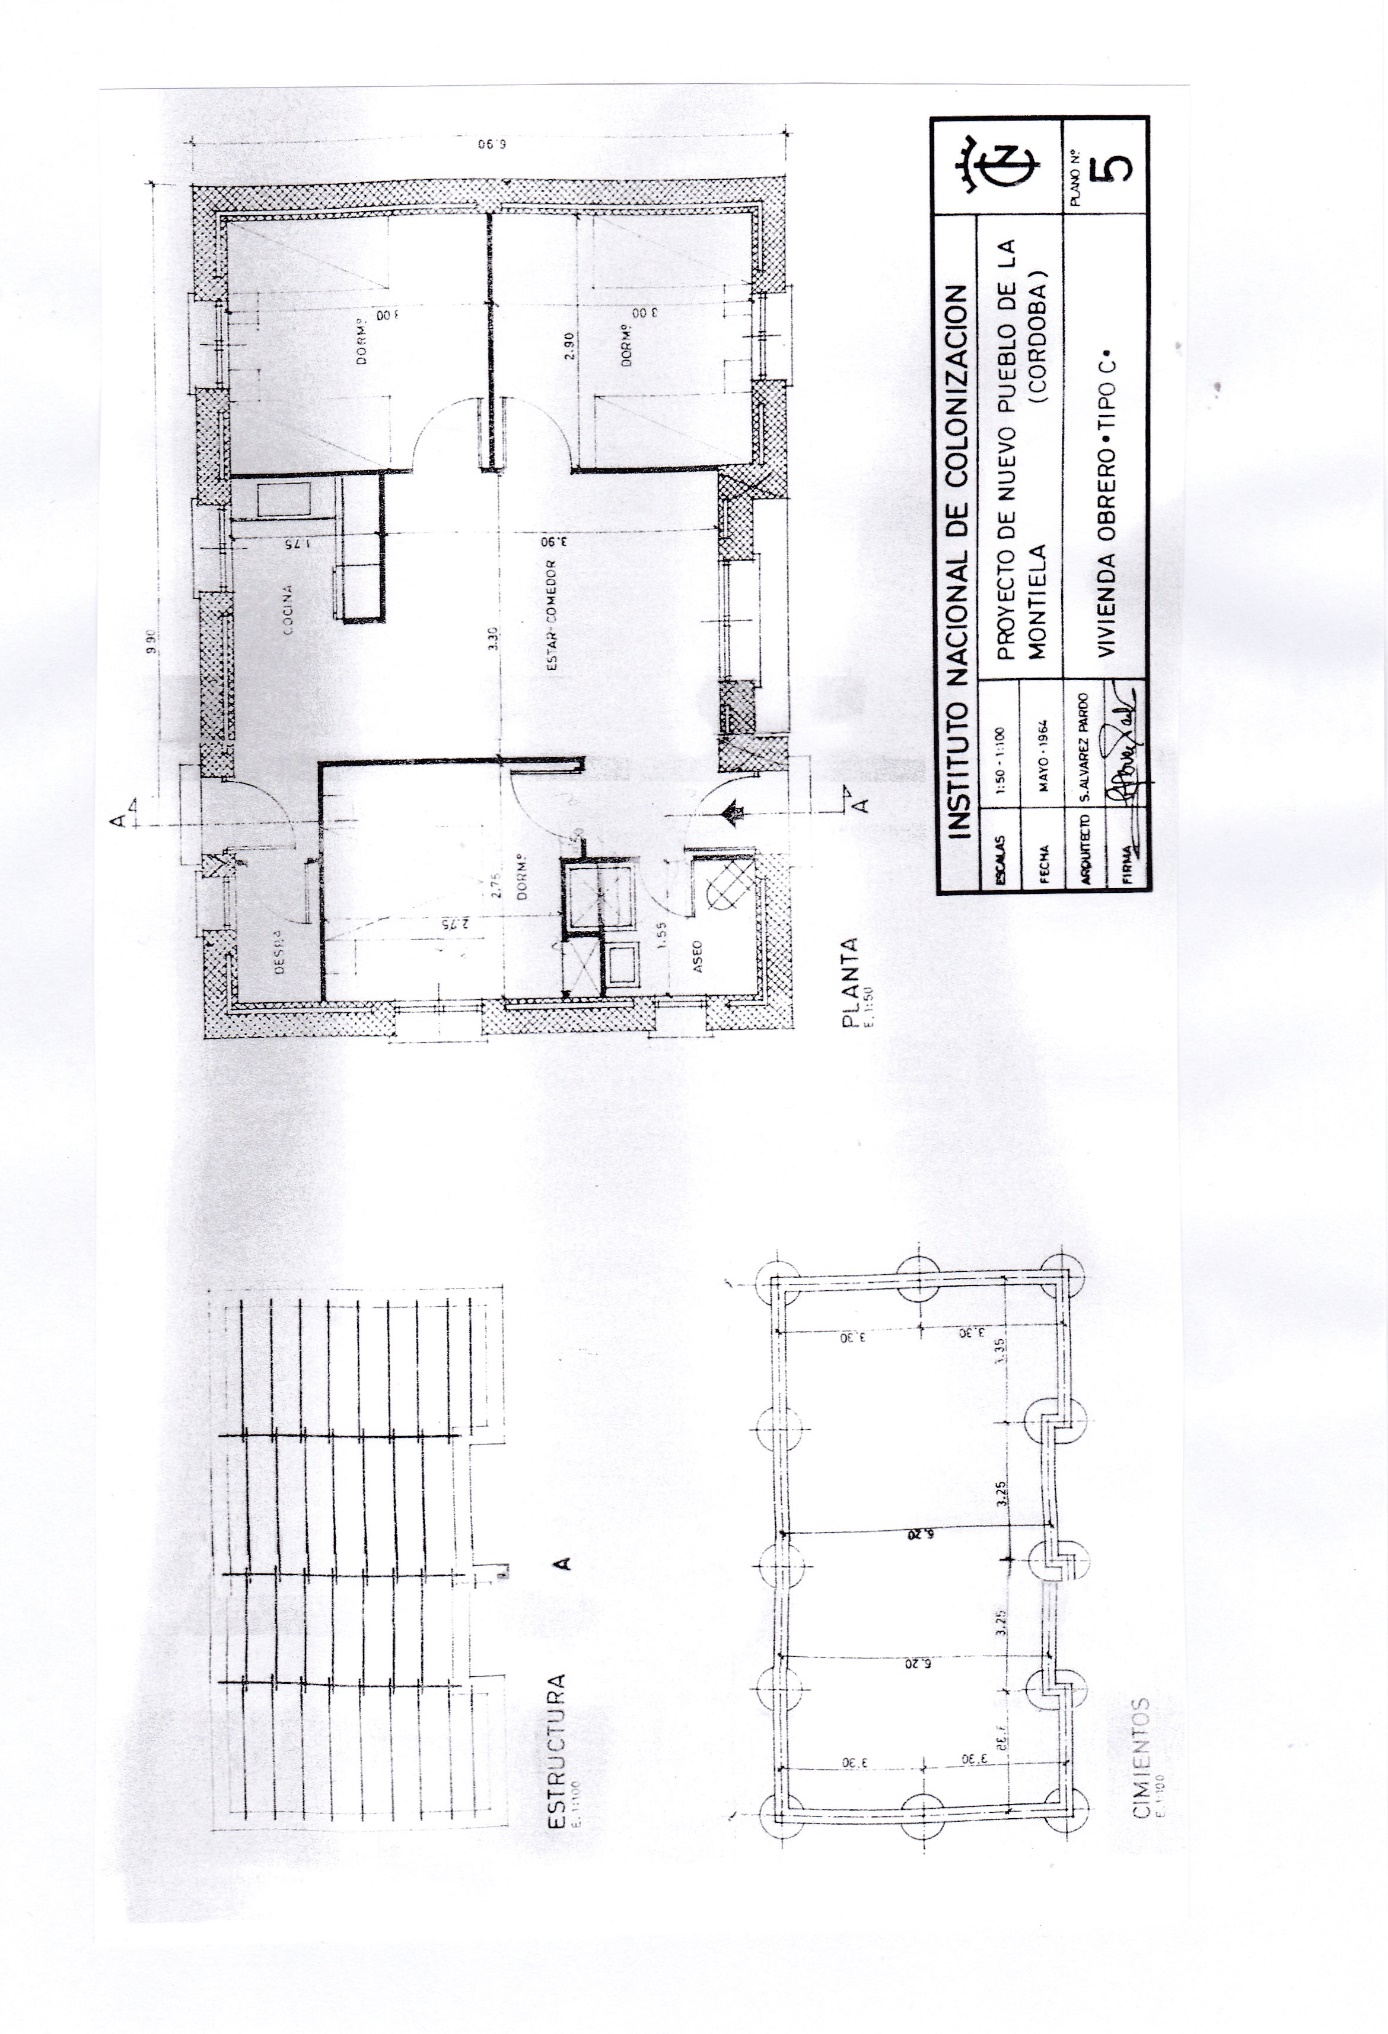 INSTITUTO NACIONAL DE COLONIZACION
ESCALAS
1:50 - 1:100
PROYECTO DE NUEVO PUEBLO DE LA
MONTIELA (CORDOBA)
FECHA
MAYO - 1964
ARQUITECTO
S. ALVAREZ PARDO
FIRMA
VIVIENDA OBRERO • TIPO C •
PLANO Nº
5
PLANTA
E. 1:50
6.90
9.90
A
A
DORMº
3.00
DORMº
3.00
2.90
COCINA
1.75
ESTAR-COMEDOR
3.90
3.30
DORMº
2.75
2.75
DESPA
ASEO
1.55
ESTRUCTURA
E. 1:100
A
CIMIENTOS
E. 1:100
3.30
3.30
3.35
3.25
6.20
3.25
6.20
3.35
3.30
3.30